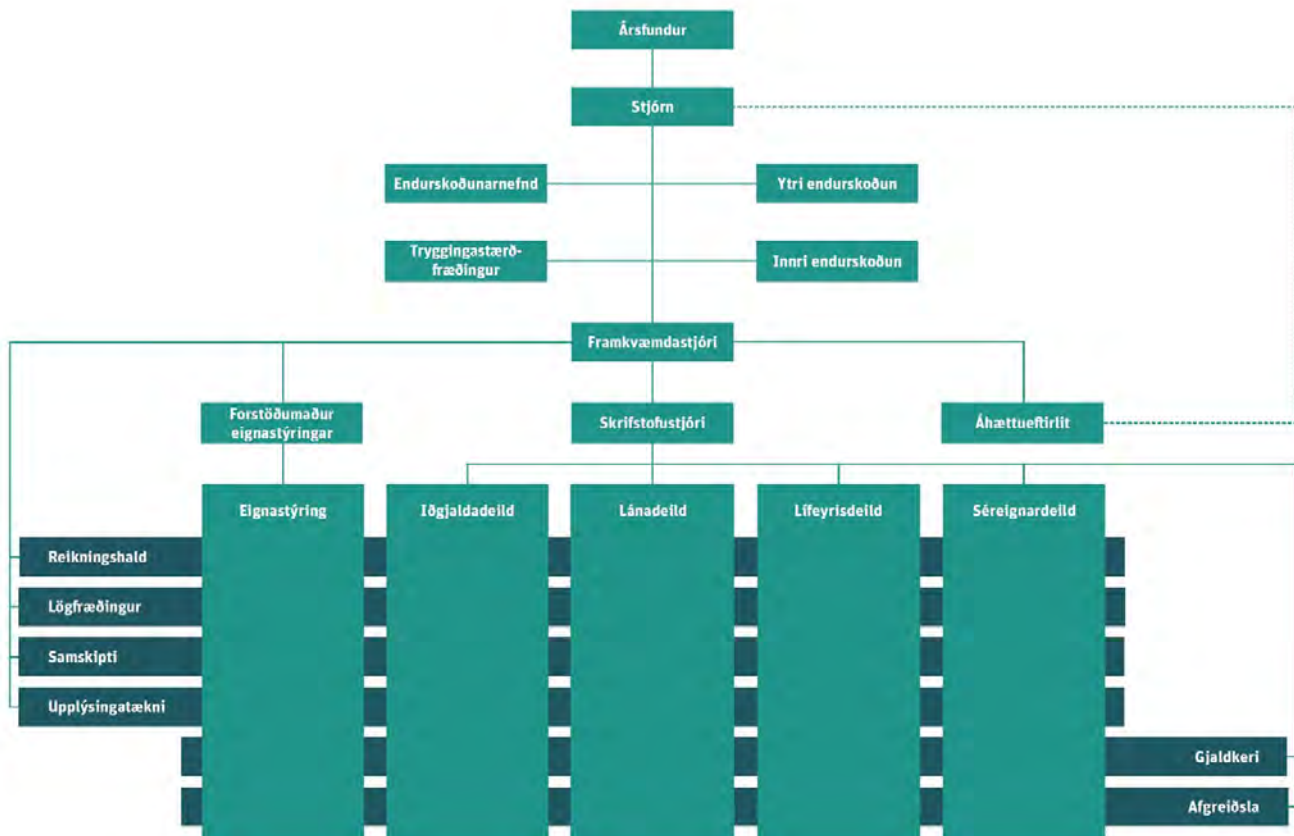 Ársfundur
Stjórn
Endurskoðunarnefnd
Ytri endurskoðun
Tryggingastærð-
fræðingur
Innri endurskoðun
Framkvæmdastjóri
Forstöðumaður
eignastýringar
Skrifstofustjóri
Áhættueftirlit
Eignastýring
Iðgjaldadeild
Lánadeild
Lífeyrisdeild
Séreignardeild
Reikningshald
Lögfræðingur
Samskipti
Upplýsingatækni
Gjaldkeri
Afgreiðsla